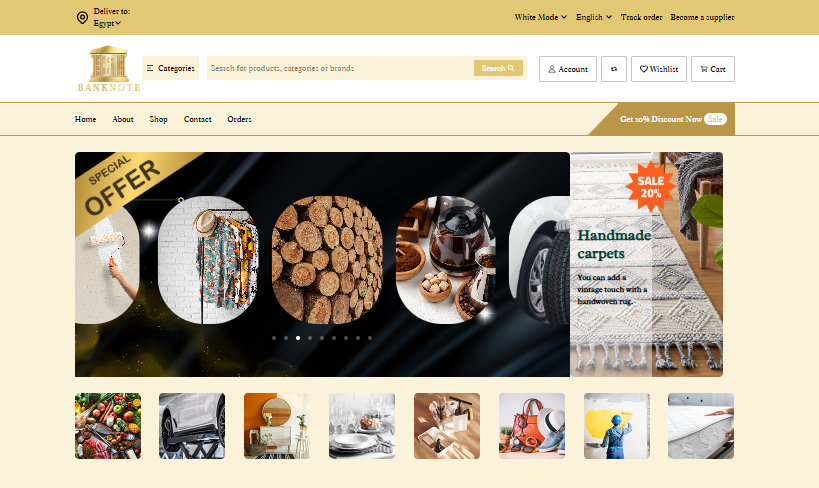 Deliver to:
Egypt
White Mode
English
Track order
Become a supplier
BANKNOTE
Categories
Search for products, categories or brands
Search
Account
Wishlist
Cart
Home
About
Shop
Contact
Orders
Get 10% Discount Now
Sale
SPECIAL
OFFER
SALE
20%
Handmade
carpets
You can add a
vintage touch with a
handwoven rug.